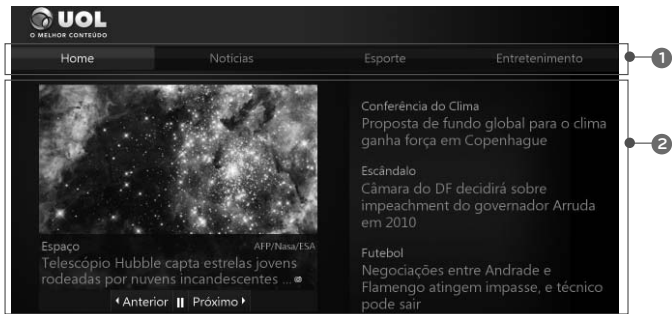 UOL
O MELHOR CONTEÚDO
Home Notícias Esporte Entretenimento
1
Espaço AFP/Nasa/ESA
Telescópio Hubble capta estrelas jovens
rodeadas por nuvens incandescentes ...
Anterior Próximo
Conferência do Clima
Proposta de fundo global para o clima
ganha força em Copenhague
Escândalo
Câmara do DF decidirá sobre
impeachment do governador Arruda
em 2010
Futebol
Negociações entre Andrade e
Flamengo atingem impasse, e técnico
pode sair
2